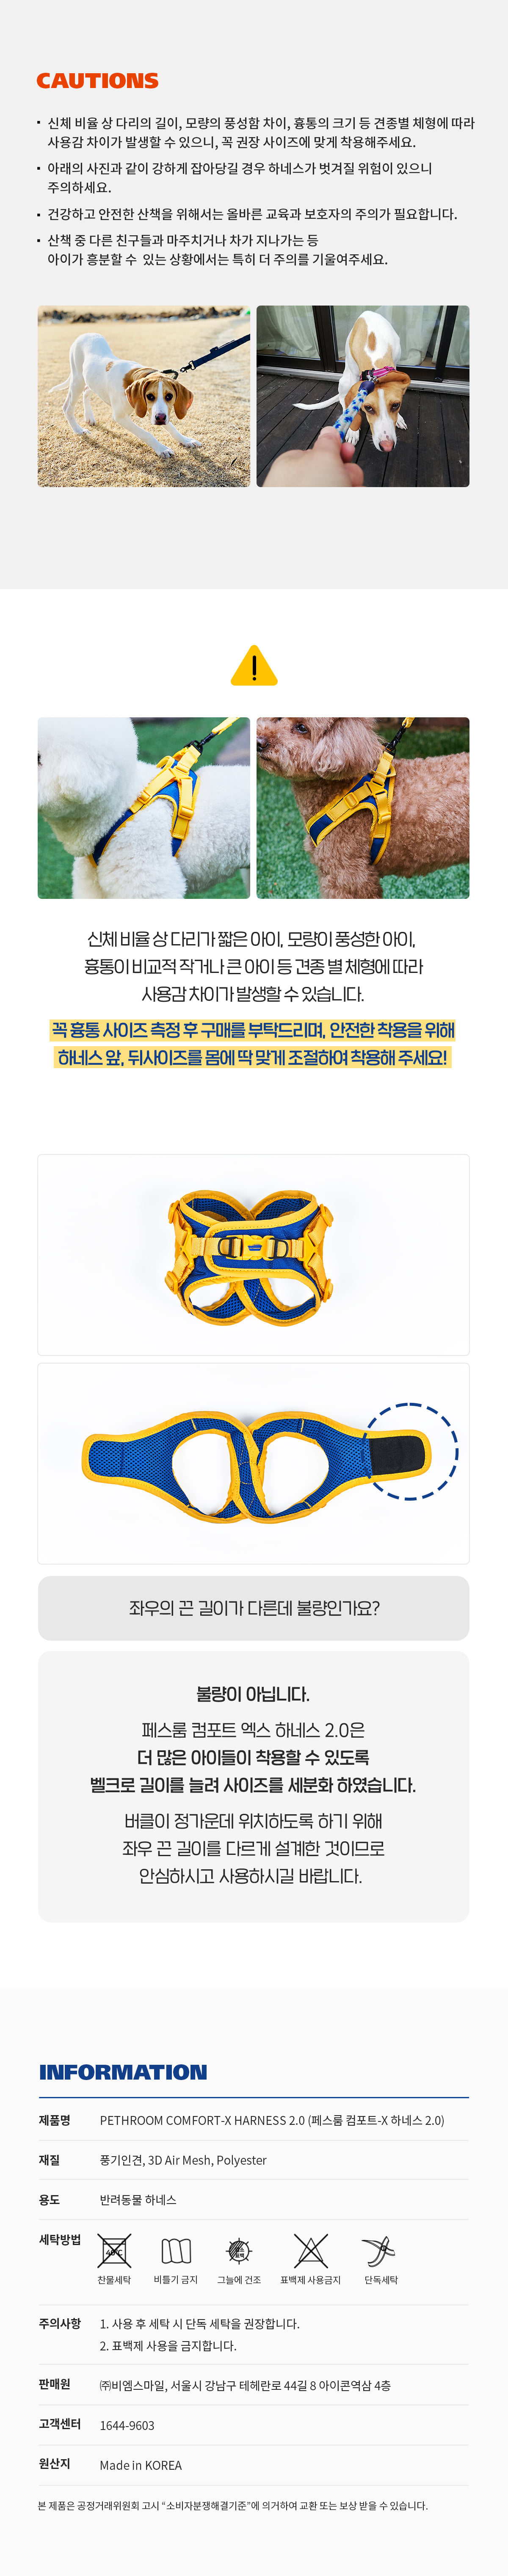 CAUTIONS
신체 비율 상 다리의 길이, 모량의 풍성함 차이, 흉통의 크기 등 견종별 체형에 따라
사용감 차이가 발생할 수 있으니, 꼭 권장 사이즈에 맞게 착용해주세요.
아래의 사진과 같이 강하게 잡아당길 경우 하네스가 벗겨질 위험이 있으니
주의하세요.
건강하고 안전한 산책을 위해서는 올바른 교육과 보호자의 주의가 필요합니다.
산책 중 다른 친구들과 마주치거나 차가 지나가는 등
아이가 흥분할 수 있는 상황에서는 특히 더 주의를 기울여주세요.
신체 비율 상 다리가 짧은 아이, 모량이 풍성한 아이,
흉통이 비교적 작거나 큰 아이 등 견종 별 체형에 따라
사용감 차이가 발생할 수 있습니다.
꼭 흉통 사이즈 측정 후 구매를 부탁드리며, 안전한 착용을 위해
하네스 앞, 뒤사이즈를 몸에 딱 맞게 조절하여 착용해 주세요!
좌우의 끈 길이가 다른데 불량인가요?
불량이 아닙니다.
페스룸 컴포트 엑스 하네스 2.0은
더 많은 아이들이 착용할 수 있도록
벨크로 길이를 늘려 사이즈를 세분화 하였습니다.
버클이 정가운데 위치하도록 하기 위해
좌우 끈 길이를 다르게 설계한 것이므로
안심하시고 사용하시길 바랍니다.
INFORMATION
제품명 PETHROOM COMFORT-X HARNESS 2.0 (페스룸 컴포트-X 하네스 2.0)
재질 풍기인견, 3D Air Mesh, Polyester
용도 반려동물 하네스
세탁방법
찬물세탁 비틀기 금지 그늘에 건조 표백제 사용금지 단독세탁
주의사항 1. 사용 후 세탁 시 단독 세탁을 권장합니다.
2. 표백제 사용을 금지합니다.
판매원 ㈜비엠스마일, 서울시 강남구 테헤란로 44길 8 아이콘역삼 4층
고객센터 1644-9603
원산지 Made in KOREA
본 제품은 공정거래위원회 고시 “소비자분쟁해결기준”에 의거하여 교환 또는 보상 받을 수 있습니다.